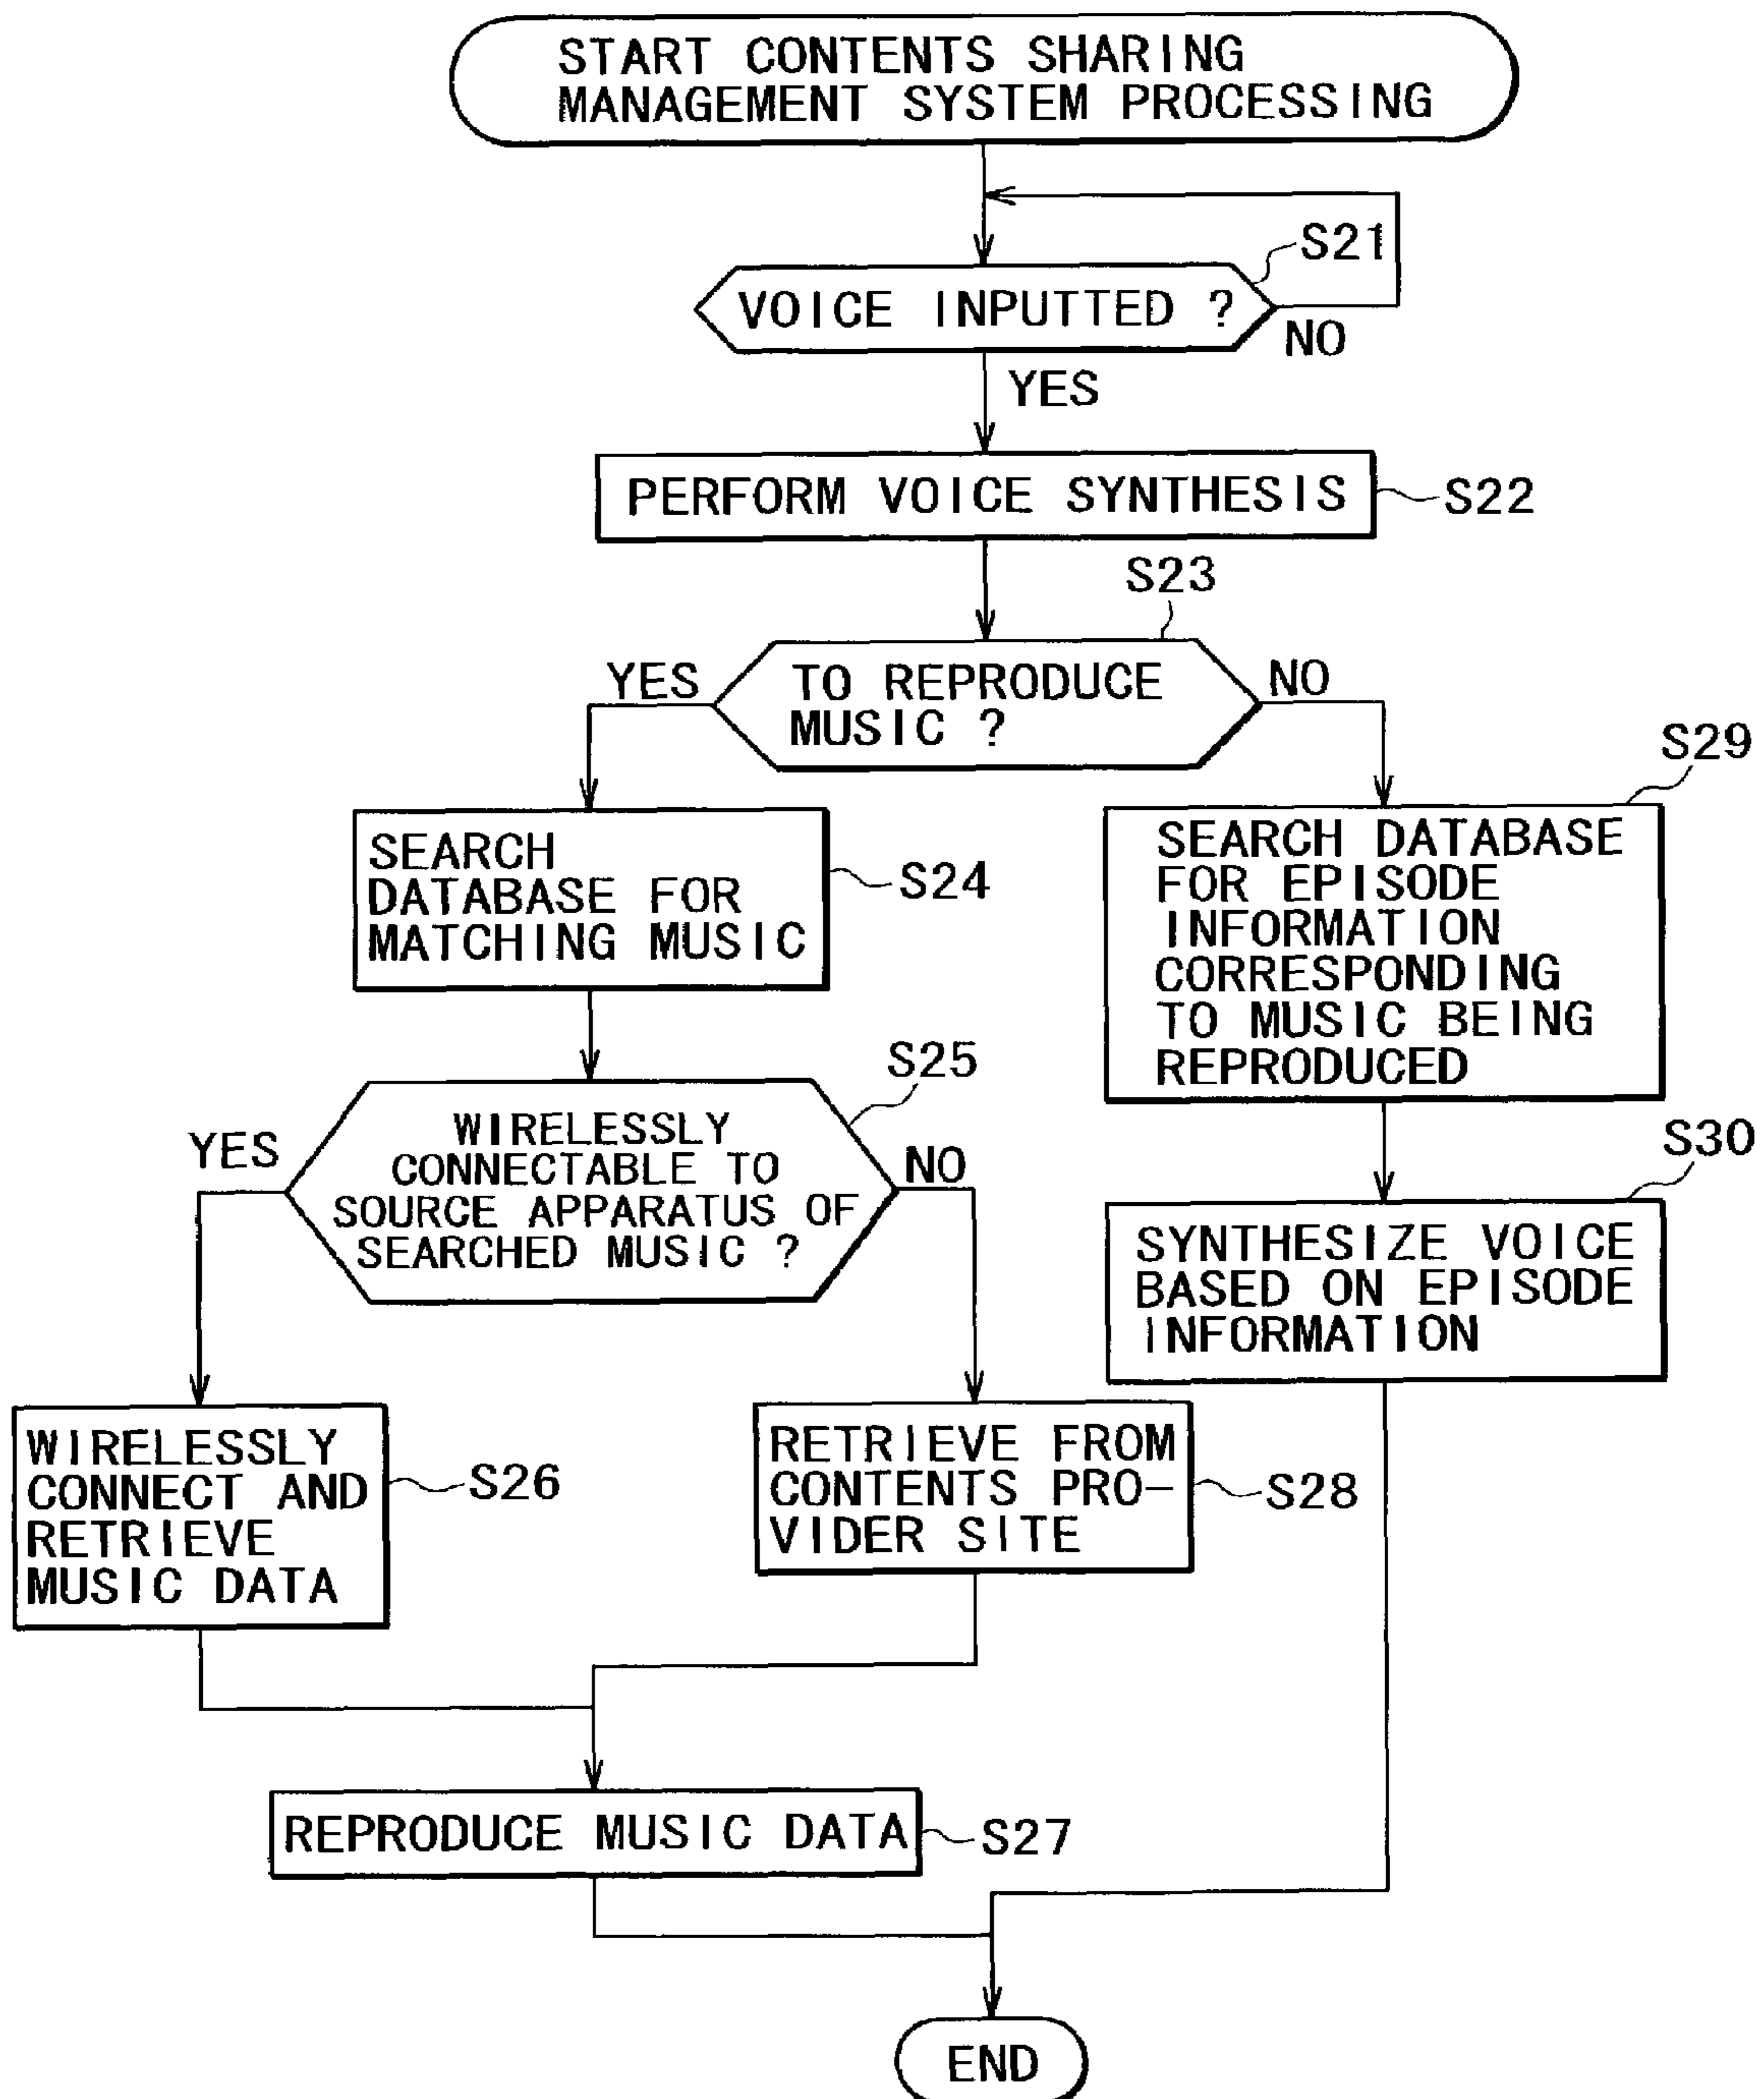 START CONTENTS SHARING
MANAGEMENT SYSTEM PROCESSING
S21
VOICE INPUTTED ?
NO
YES
PERFORM VOICE SYNTHESIS
S22
S23
YES
TO REPRODUCE
MUSIC ?
NO
S29
SEARCH
DATABASE FOR
MATCHING MUSIC
S24
SEARCH DATABASE
FOR EPISODE
INFORMATION
CORRESPONDING
TO MUSIC BEING
REPRODUCED
S25
YES
WIRELESSLY
CONNECTABLE TO
SOURCE APPARATUS OF
SEARCHED MUSIC ?
NO
S30
SYNTHESIZE VOICE
BASED ON EPISODE
INFORMATION
WIRELESSLY
CONNECT AND
RETRIEVE
MUSIC DATA
S26
RETRIEVE FROM
CONTENTS PRO-
VIDER SITE
S28
REPRODUCE MUSIC DATA
S27
END